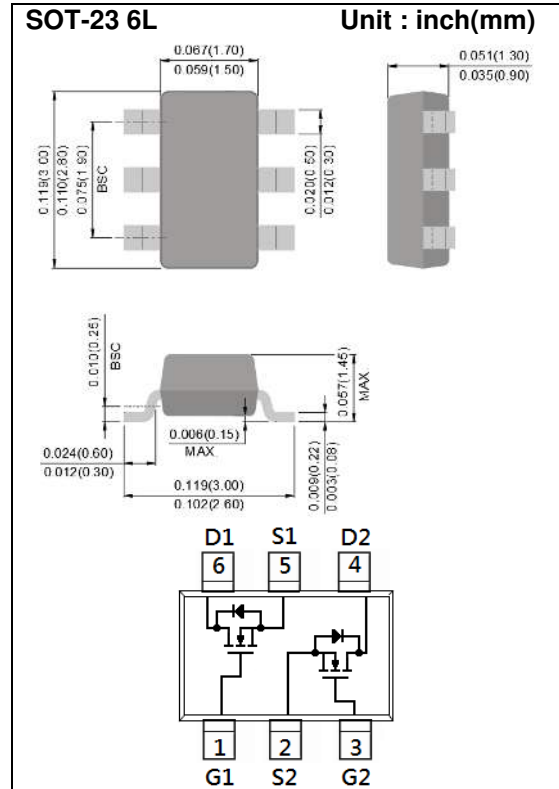 SOT-23 6L Unit : inch(mm)
0.067(1.70)
0.059(1.50)
0.051(1.30)
0.035(0.90)
0.119(3.00)
0.110(2.80)
0.075(1.90)
BSC
0.020(0.50)
0.012(0.30)
0.010(0.25)
BSC
0.057(1.45)
MAX.
0.006(0.15)
MAX.
0.024(0.60)
0.012(0.30)
0.009(0.22)
0.003(0.08)
0.119(3.00)
0.102(2.60)
D1 S1 D2
6 5 4
1 2 3
G1 S2 G2